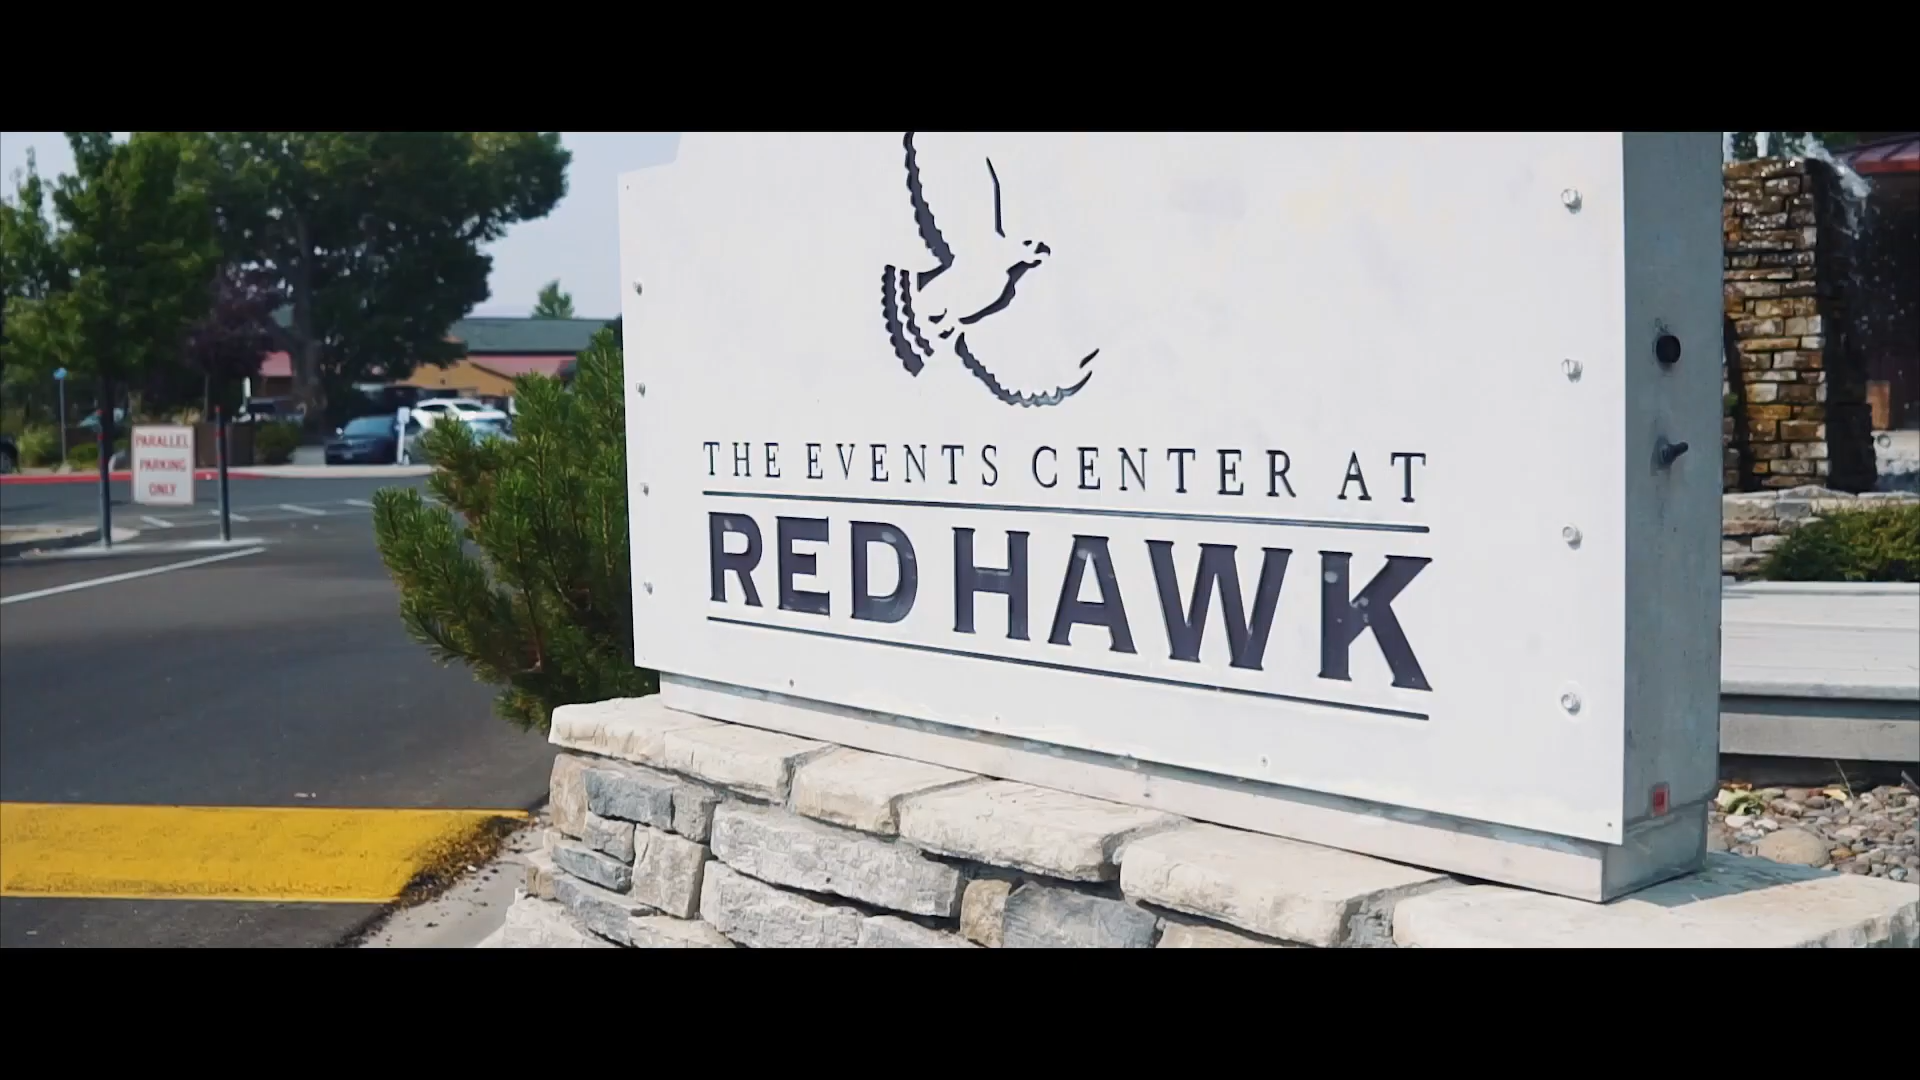 THE EVENTS CENTER AT
RED HAWK
PARALLEL
PARKING
ONLY